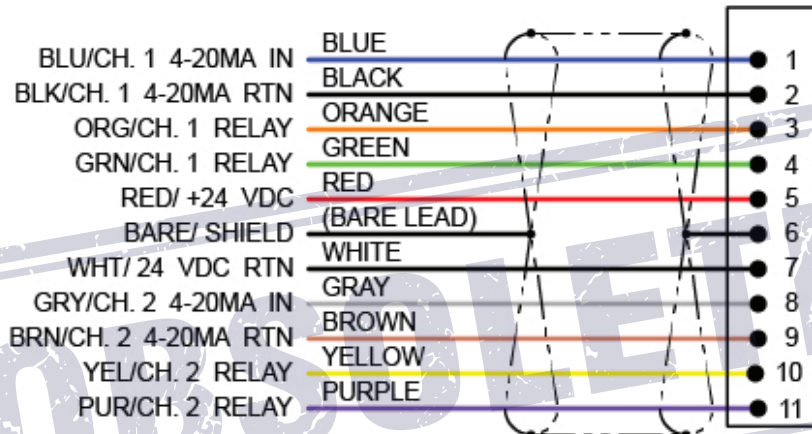 BLU/CH. 1 4-20MA IN BLUE 1
BLK/CH. 1 4-20MA RTN BLACK 2
ORG/CH. 1 RELAY ORANGE 3
GRN/CH. 1 RELAY GREEN 4
RED/ +24 VDC RED 5
BARE/ SHIELD (BARE LEAD) 6
WHT/ 24 VDC RTN WHITE 7
GRY/CH. 2 4-20MA IN GRAY 8
BRN/CH. 2 4-20MA RTN BROWN 9
YEL/CH. 2 RELAY YELLOW 10
PUR/CH. 2 RELAY PURPLE 11
OBSOLETE